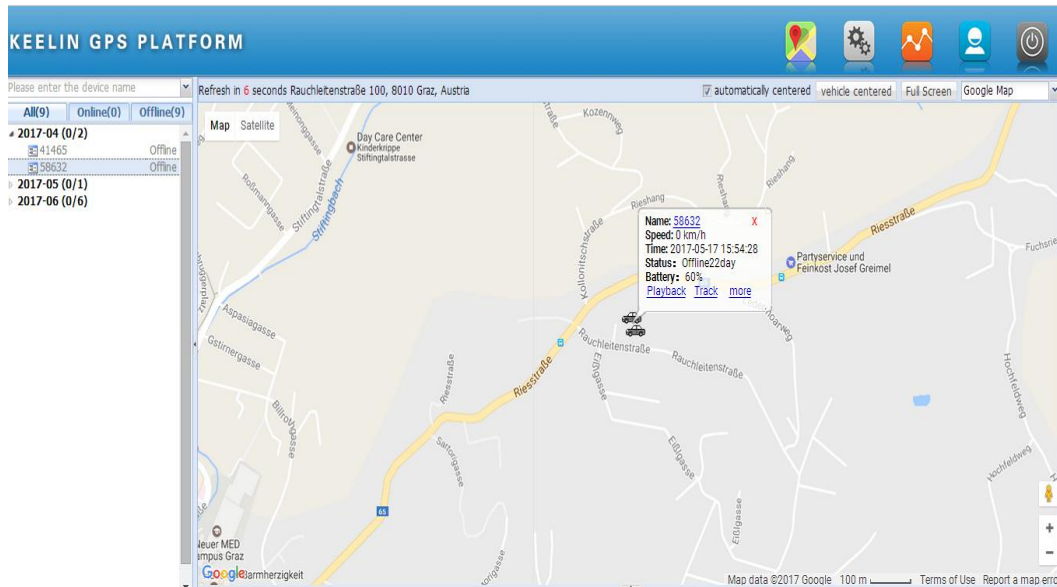 KEELIN GPS PLATFORM
Please enter the device name
Refresh in 6 seconds Rauchleitenstraße 100, 8010 Graz, Austria
automatically centered
vehicle centered
Full Screen
Google Map
All(9)
Online(0)
Offline(9)
2017-04 (0/2)
41465 Offline
58632 Offline
2017-05 (0/1)
2017-06 (0/6)
Map Satellite
Day Care Center
Kinderkrippe
Stiftingtalstrasse
Kozennweg
Roßmanngasse
Stiftingtalstraße
Stiftingbach
Rieshang
Rieshang
Rieshang
Kollonitschstraße
Name: 58632 X
Speed: 0 km/h
Time: 2017-05-17 15:54:28
Status: Offline22day
Battery: 60%
Playback Track more
Riesstraße
Partyservice und
Feinkost Josef Greimel
Aspasiagasse
Gstirnergasse
Billrothgasse
Riesstraße
Riesstraße
Rauchleitenstraße
Rauchleitenstraße
Eißlgasse
Eißlgasse
Eißlgasse
Hochfeldweg
Hochfeldweg
Sartorigasse
65
Neuer MED
Campus Graz
Google
Map data ©2017 Google 100 m Terms of Use Report a map